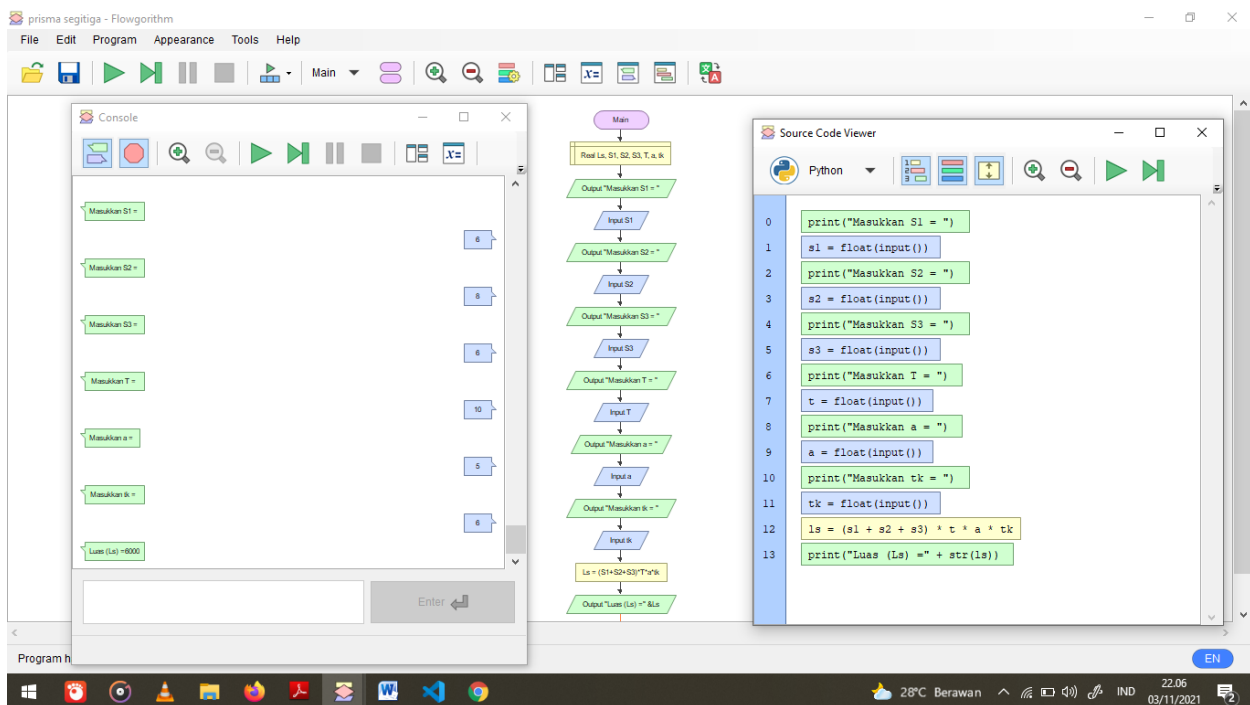 prisma segitiga - Flowgorithm
File Edit Program Appearance Tools Help
Main
Console
Masukkan S1 =
6
Masukkan S2 =
8
Masukkan S3 =
6
Masukkan T =
10
Masukkan a =
5
Masukkan tk =
6
Luas (Ls) =6000
Enter
Main
Real Ls, S1, S2, S3, T, a, tk
Output "Masukkan S1 = "
Input S1
Output "Masukkan S2 = "
Input S2
Output "Masukkan S3 = "
Input S3
Output "Masukkan T = "
Input T
Output "Masukkan a = "
Input a
Output "Masukkan tk = "
Input tk
Ls = (S1+S2+S3)*T*a*tk
Output "Luas (Ls) =" &Ls
Source Code Viewer
Python
0 print("Masukkan S1 = ")
1 s1 = float(input())
2 print("Masukkan S2 = ")
3 s2 = float(input())
4 print("Masukkan S3 = ")
5 s3 = float(input())
6 print("Masukkan T = ")
7 t = float(input())
8 print("Masukkan a = ")
9 a = float(input())
10 print("Masukkan tk = ")
11 tk = float(input())
12 ls = (s1 + s2 + s3) * t * a * tk
13 print("Luas (Ls) =" + str(ls))
Program h
EN
28°C Berawan
IND
22.06
03/11/2021
2